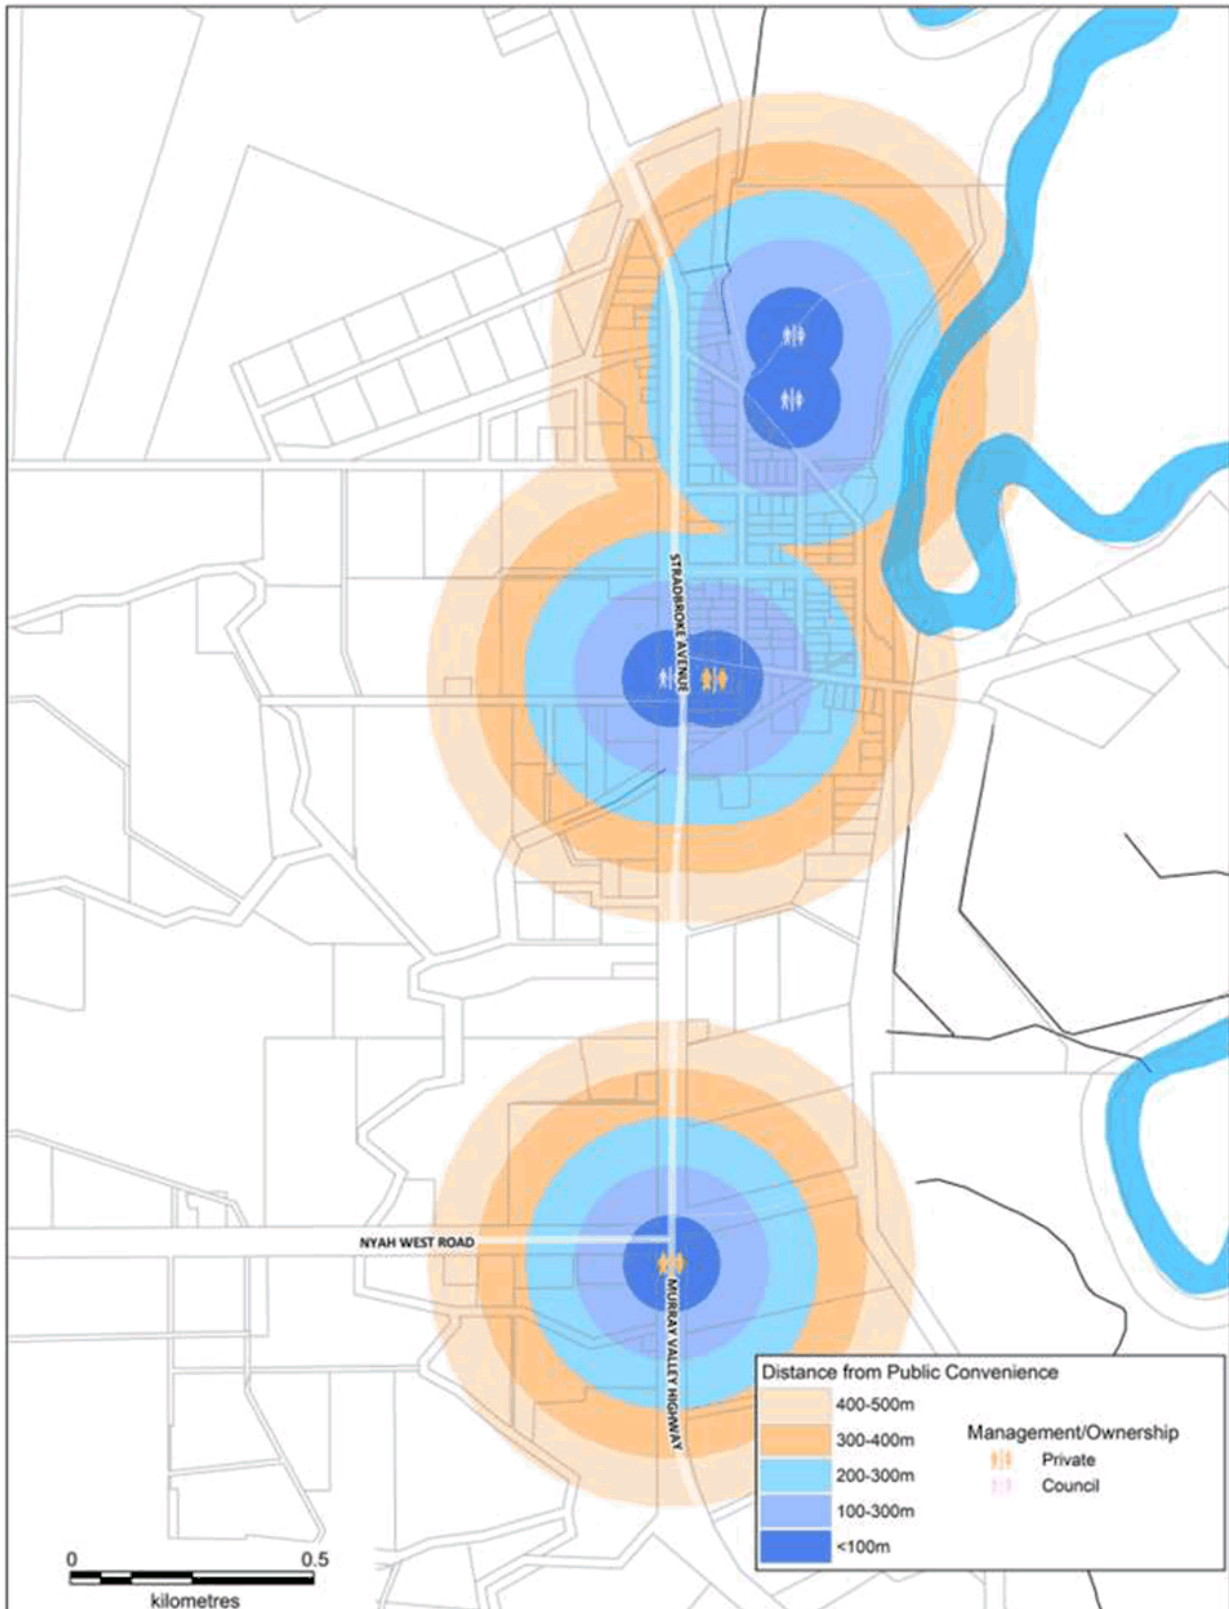 STRADBROKE AVENUE
NYAH WEST ROAD
MURRAY VALLEY HIGHWAY
Distance from Public Convenience
400-500m
300-400m
200-300m
100-300m
<100m
Management/Ownership
Private
Council
0 0.5
kilometres